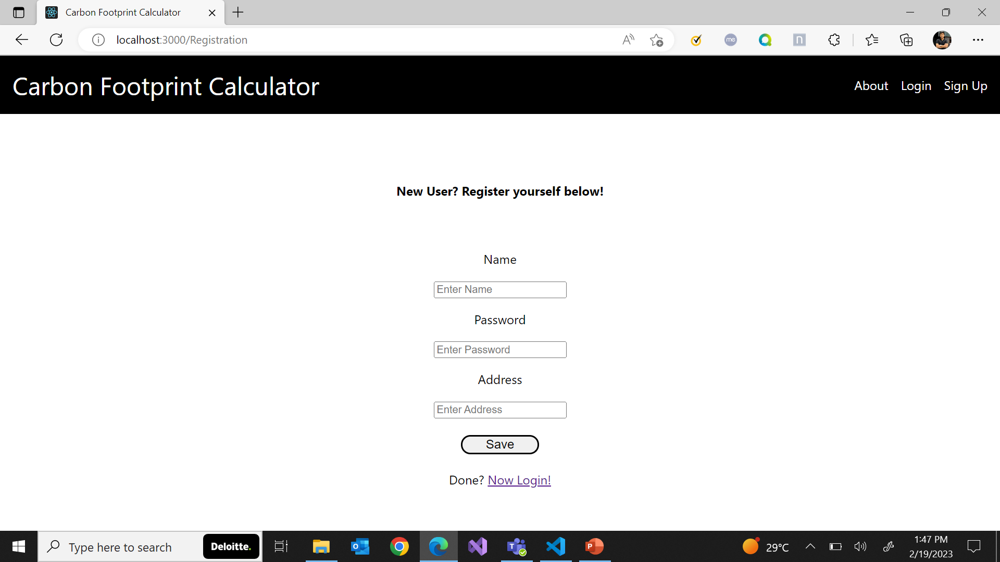 Carbon Footprint Calculator
localhost:3000/Registration
me
n
Carbon Footprint Calculator
About Login Sign Up
New User? Register yourself below!
Name
Enter Name
Password
Enter Password
Address
Enter Address
Save
Done? Now Login!
Type here to search
Deloitte.
29°C
1:47 PM
2/19/2023